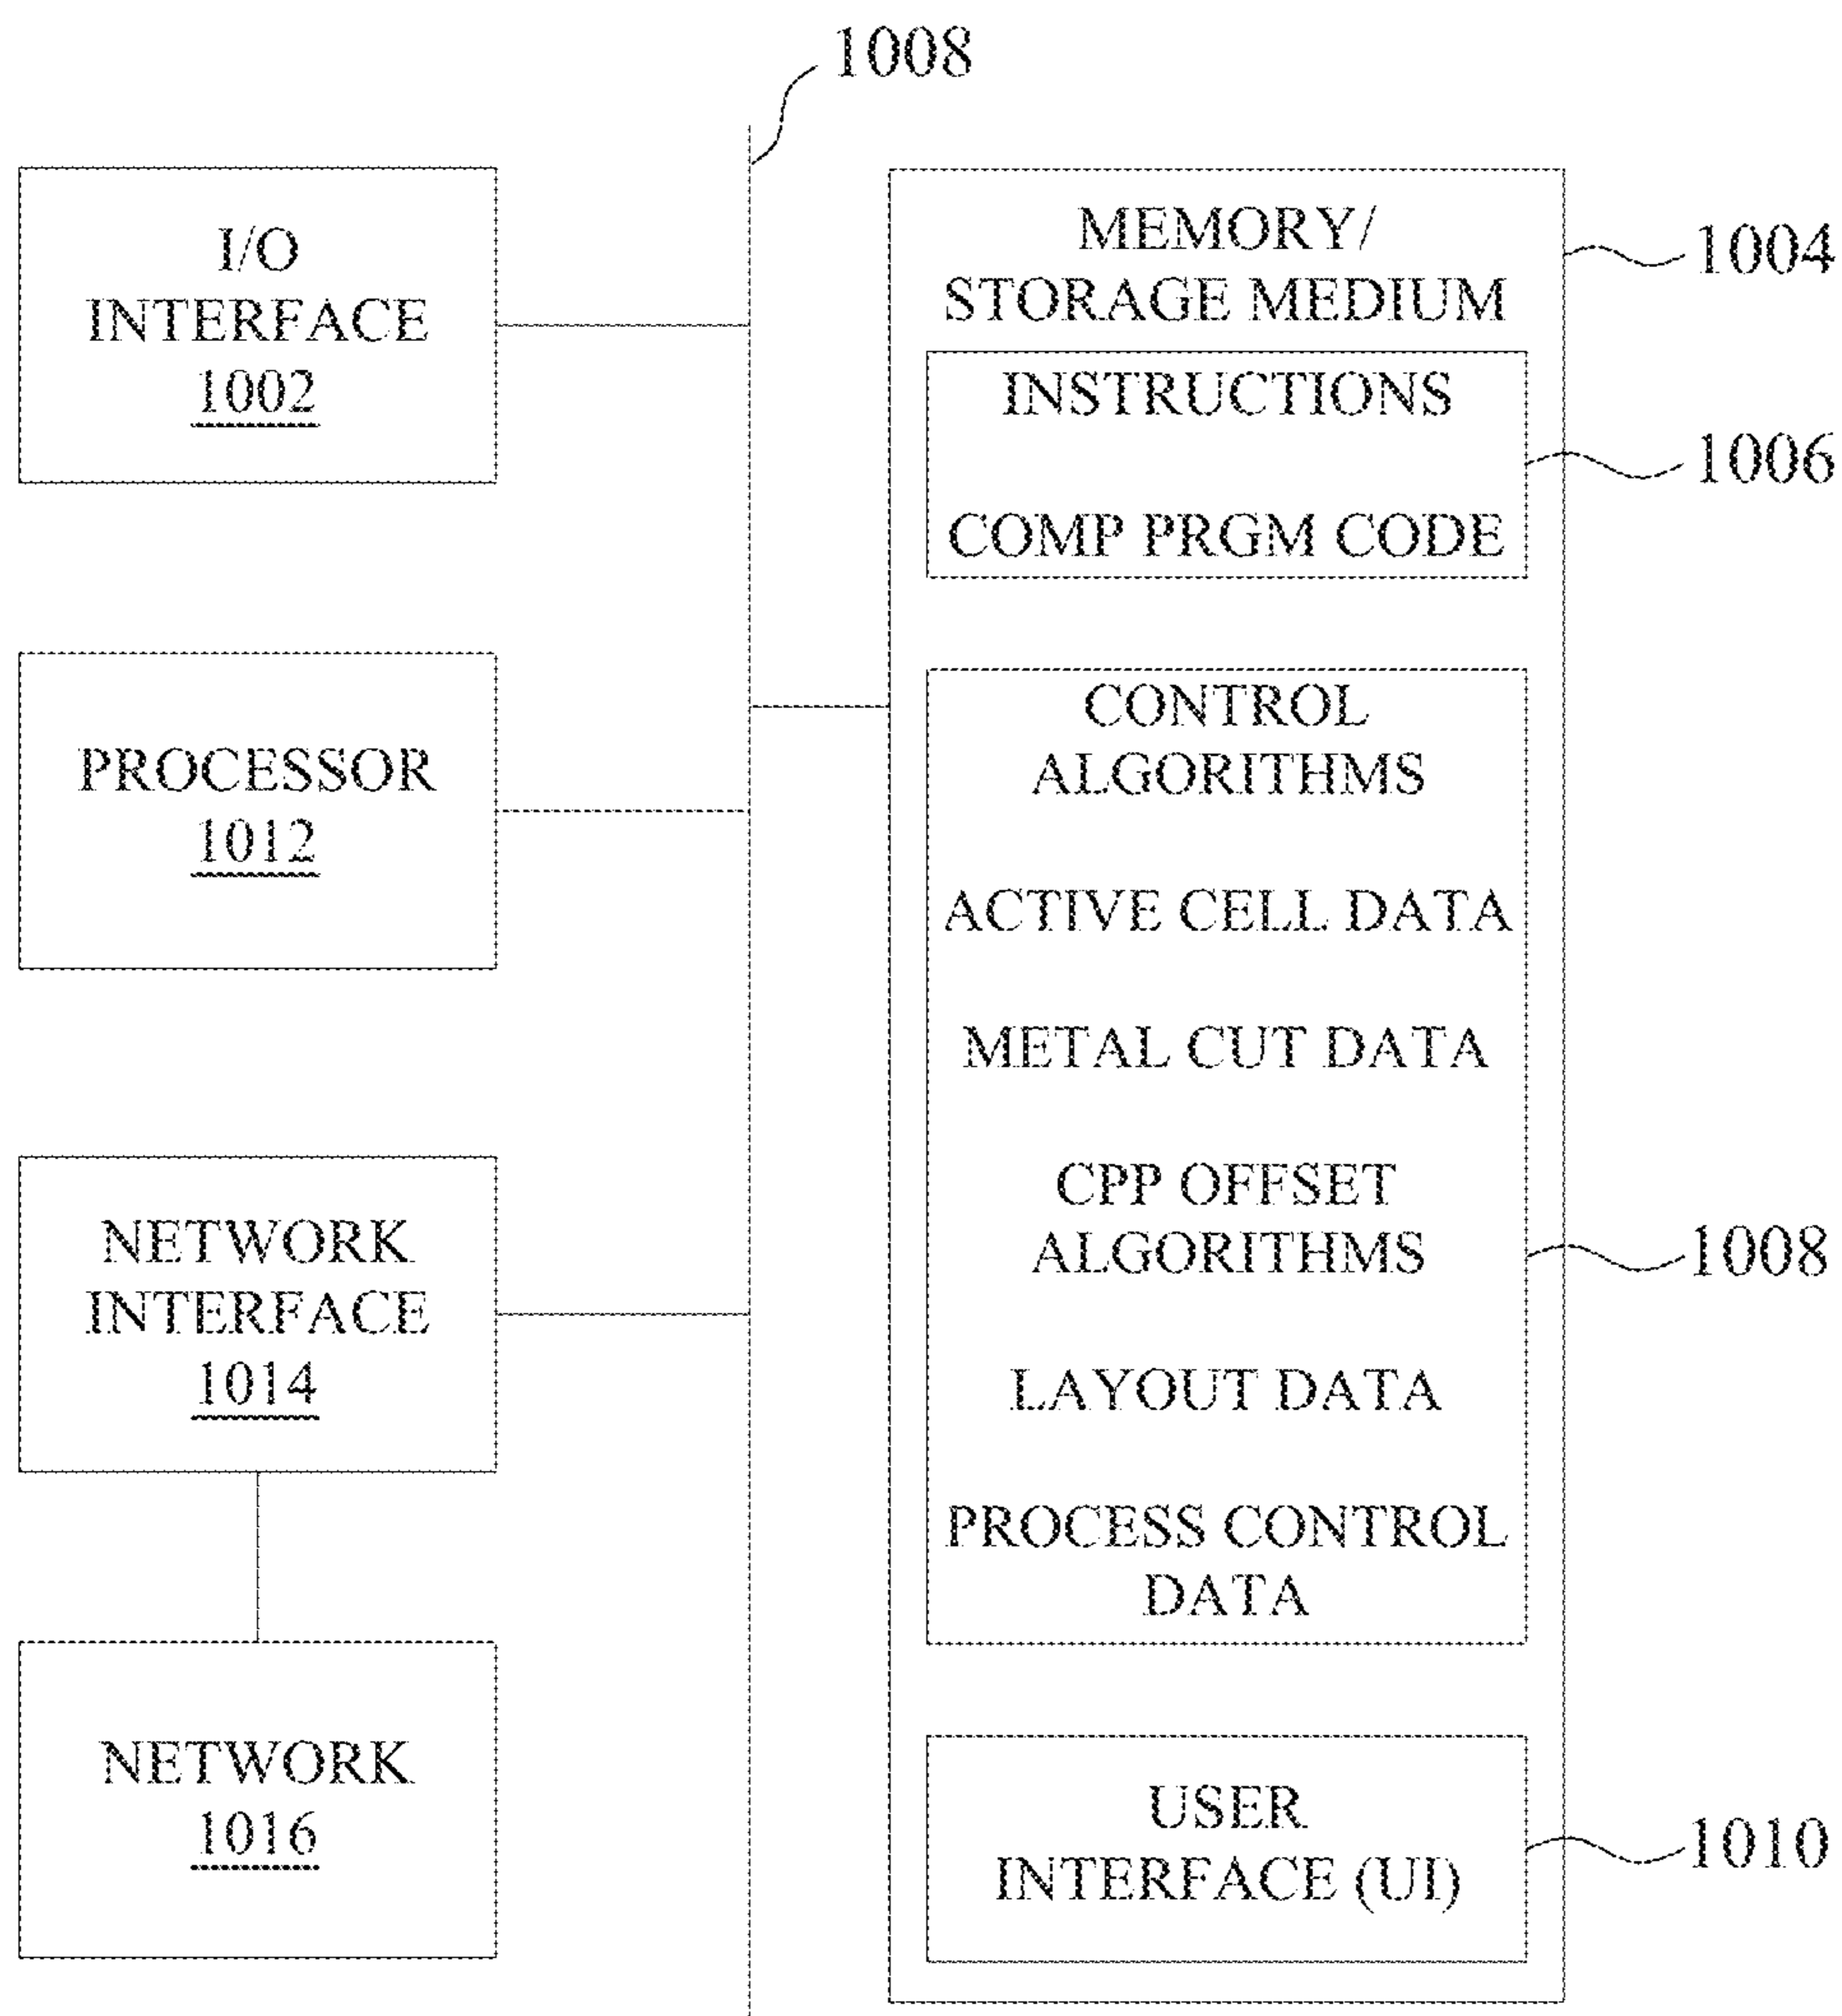 1008
I/O
INTERFACE
1002
PROCESSOR
1012
NETWORK
INTERFACE
1014
NETWORK
1016
MEMORY/
STORAGE MEDIUM
1004
INSTRUCTIONS
COMP PRGM CODE
1006
CONTROL
ALGORITHMS
ACTIVE CELL DATA
METAL CUT DATA
CPP OFFSET
ALGORITHMS
LAYOUT DATA
PROCESS CONTROL
DATA
1008
USER
INTERFACE (UI)
1010